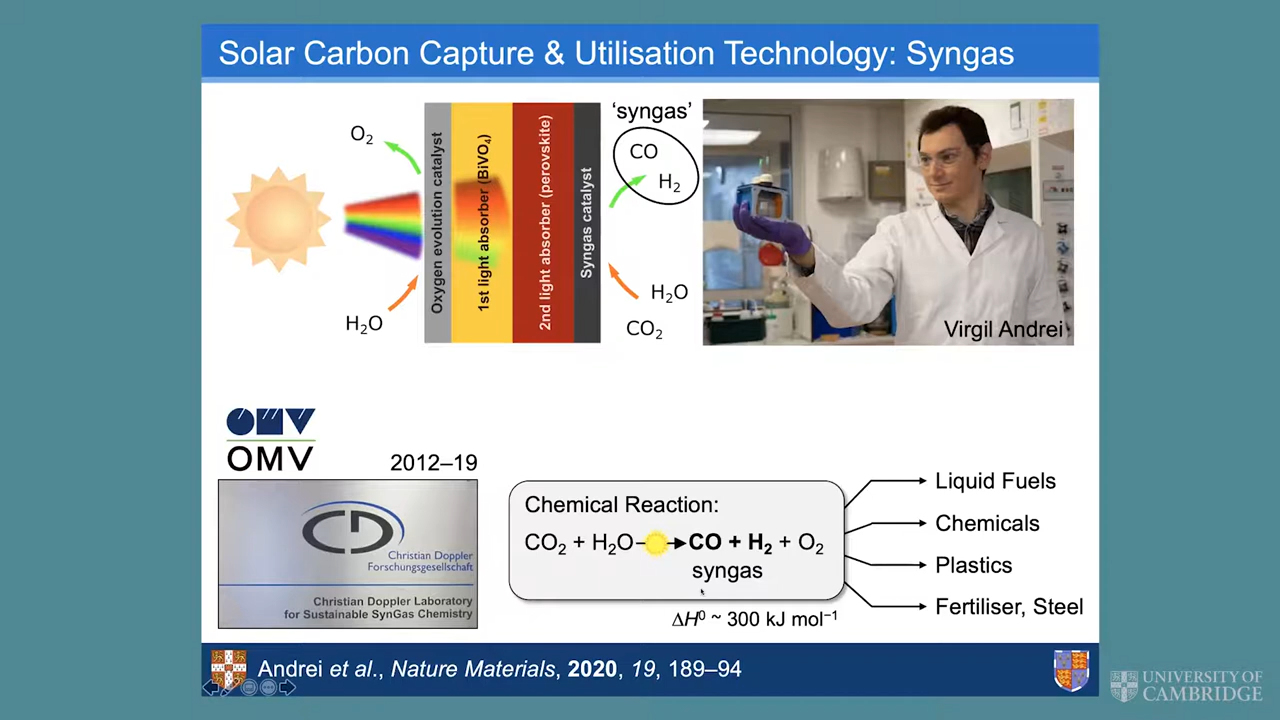 Solar Carbon Capture & Utilisation Technology: Syngas
O₂
H₂O
Oxygen evolution catalyst
1st light absorber (BiVO₄)
2nd light absorber (perovskite)
Syngas catalyst
‘syngas’
CO
H₂
H₂O
CO₂
Virgil Andrei
OMV
OMV
2012–19
Christian Doppler
Forschungsgesellschaft
Christian Doppler Laboratory
for Sustainable SynGas Chemistry
Chemical Reaction:
CO₂ + H₂O CO + H₂ + O₂
syngas
ΔH⁰ ~ 300 kJ mol⁻¹
Liquid Fuels
Chemicals
Plastics
Fertiliser, Steel
Andrei et al., Nature Materials, 2020, 19, 189–94
UNIVERSITY OF
CAMBRIDGE